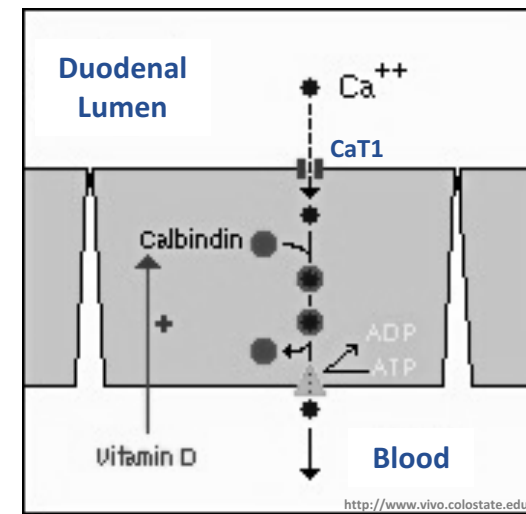 Duodenal
Lumen
Ca++
CaT1
Calbindin
+
ADP
ATP
Vitamin D
Blood
http://www.vivo.colostate.edu